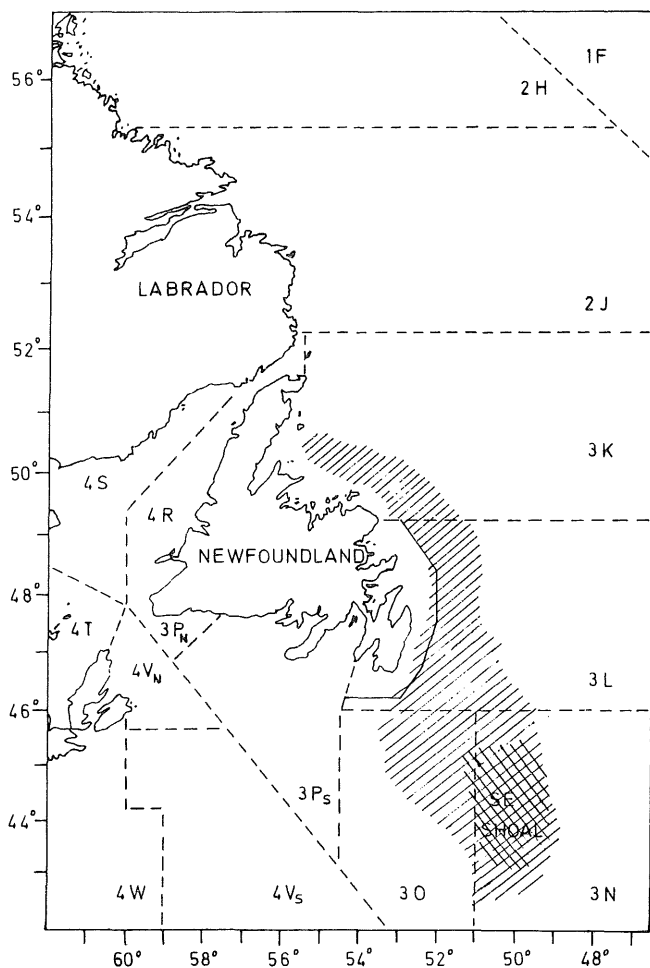 1F
56°
2H
54°
LABRADOR
2J
52°
3K
50°
4S
4R
NEWFOUNDLAND
48°
4T
3PN
4VN
3L
46°
3PS
SE
44°
SHOAL
4W
4VS
3O
3N
60°
58°
56°
54°
52°
50°
48°